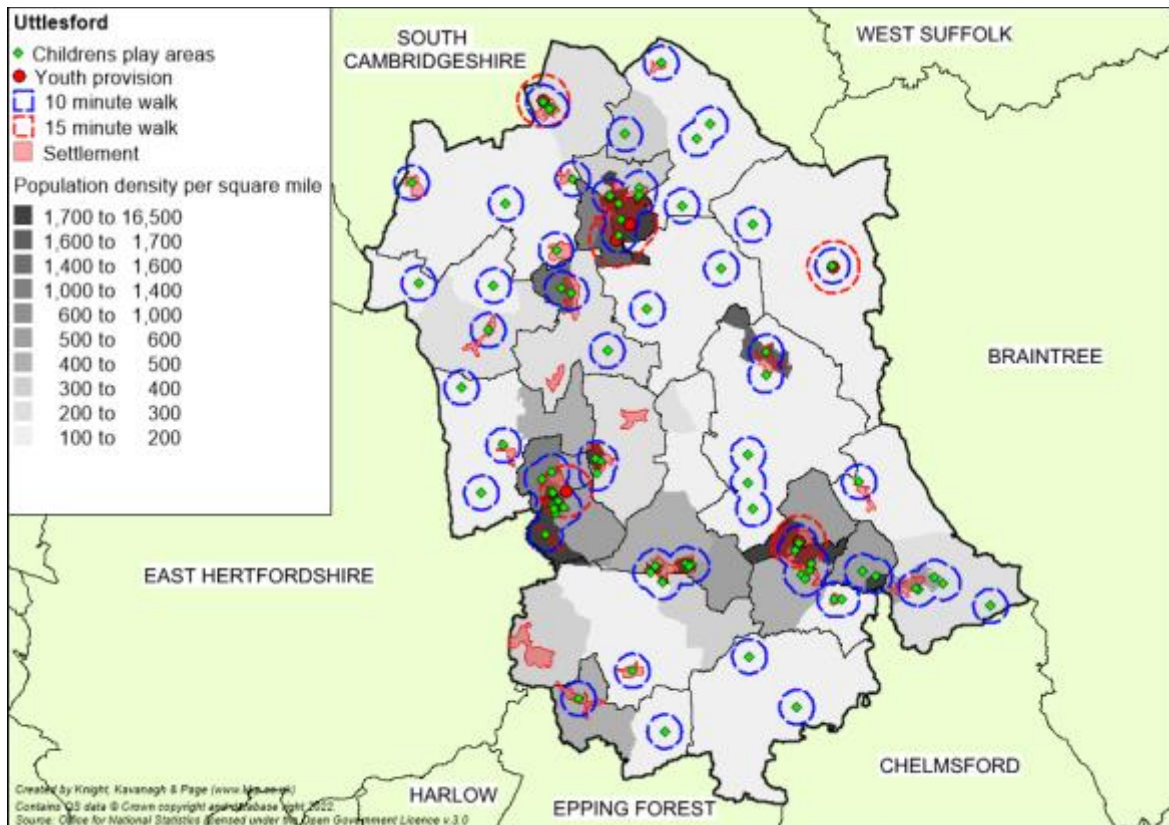 Uttlesford
Childrens play areas
Youth provision
10 minute walk
15 minute walk
Settlement
Population density per square mile
1,700 to 16,500
1,600 to 1,700
1,400 to 1,600
1,000 to 1,400
600 to 1,000
500 to 600
400 to 500
300 to 400
200 to 300
100 to 200
SOUTH
CAMBRIDGESHIRE
WEST SUFFOLK
BRAINTREE
EAST HERTFORDSHIRE
CHELMSFORD
HARLOW
EPPING FOREST
Created by Knight, Kavanagh & Page (www.kkp.co.uk)
Contains OS data © Crown copyright and database right 2022.
Source: Office for National Statistics licensed under the Open Government Licence v.3.0